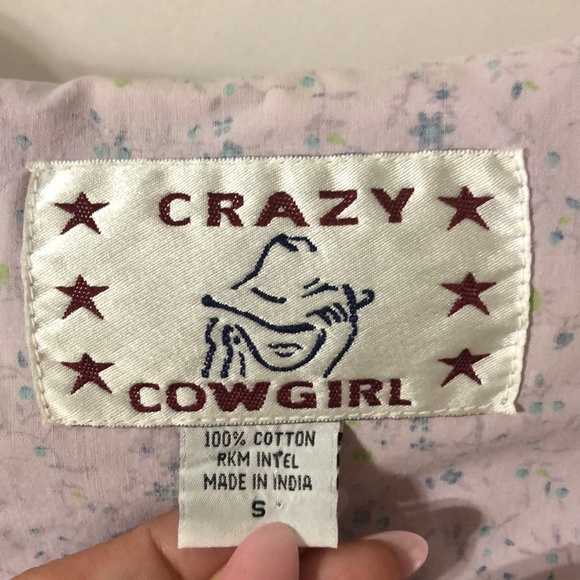 CRAZY
COWGIRL
100% COTTON
RKM INTEL
MADE IN INDIA
S